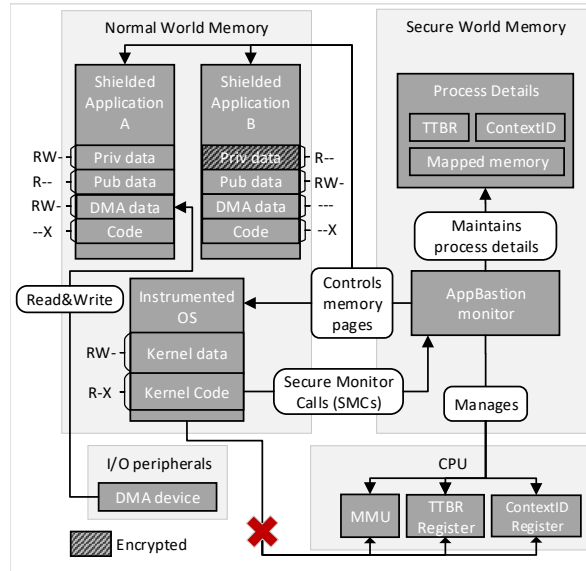 Normal World Memory
Secure World Memory
Shielded
Application
A
Shielded
Application
B
Process Details
TTBR
ContextID
Mapped memory
RW-
Priv data
Priv data
R--
R--
Pub data
Pub data
RW-
RW-
DMA data
DMA data
---
--X
Code
Code
--X
Maintains
process details
Read&Write
Instrumented
OS
Controls
memory
pages
AppBastion
monitor
RW-
Kernel data
R-X
Kernel Code
Secure Monitor
Calls (SMCs)
Manages
I/O peripherals
DMA device
CPU
MMU
TTBR
Register
ContextID
Register
Encrypted